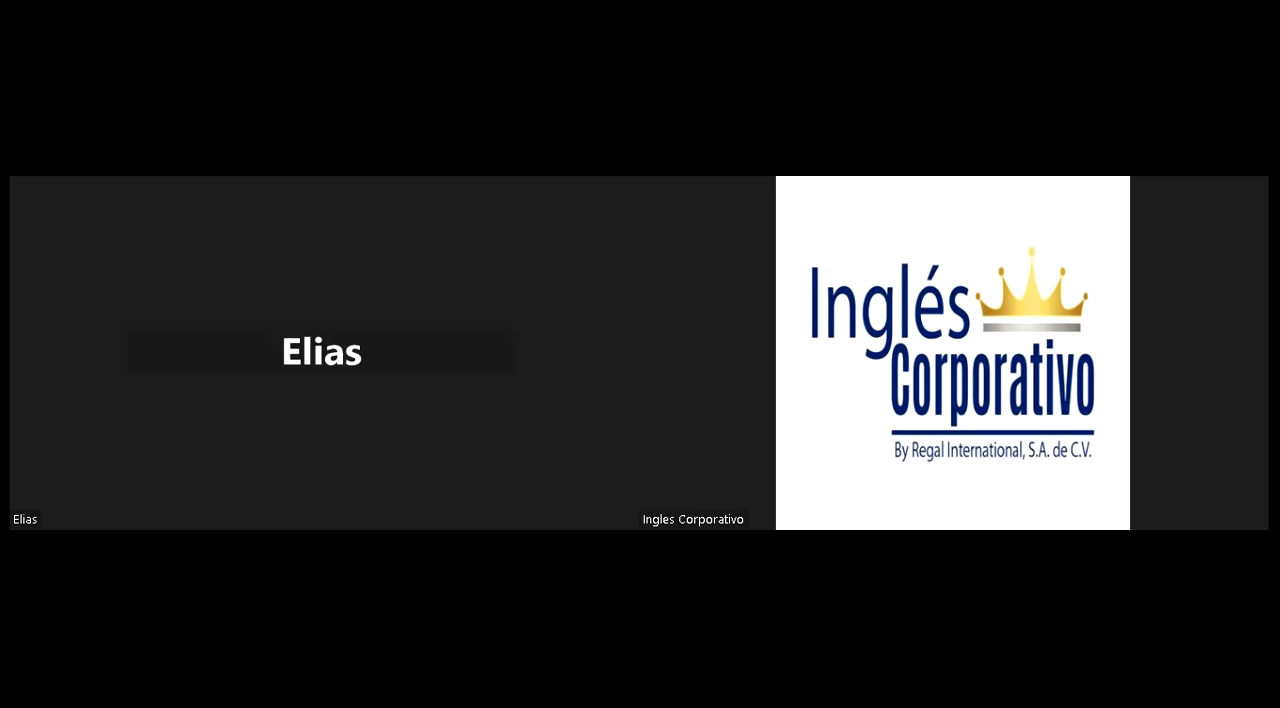 Elias
Elias
Ingles Corporativo
Inglés
Corporativo
By Regal International, S.A. de C.V.